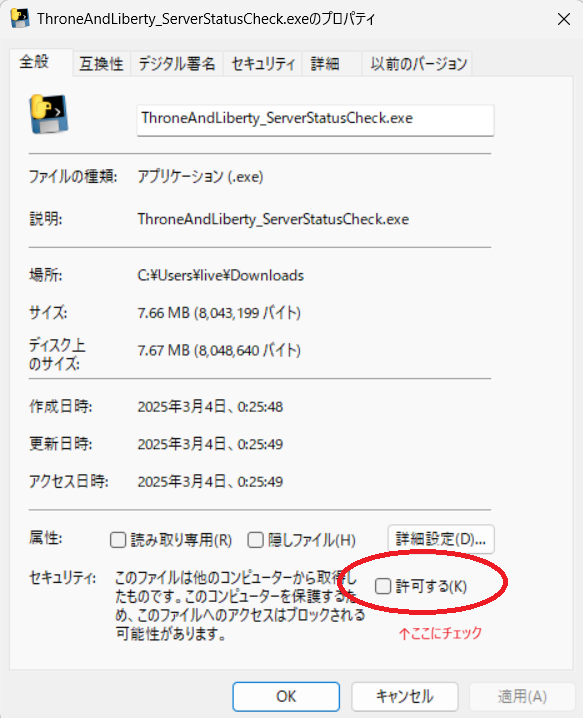 ThroneAndLiberty_ServerStatusCheck.exeのプロパティ
全般 互換性 デジタル署名 セキュリティ 詳細 以前のバージョン
ThroneAndLiberty_ServerStatusCheck.exe
ファイルの種類: アプリケーション (.exe)
説明: ThroneAndLiberty_ServerStatusCheck.exe
場所: C:¥Users¥live¥Downloads
サイズ: 7.66 MB (8,043,199 バイト)
ディスク上
のサイズ: 7.67 MB (8,048,640 バイト)
作成日時: 2025年3月4日、0:25:48
更新日時: 2025年3月4日、0:25:49
アクセス日時: 2025年3月4日、0:25:49
属性: 読み取り専用(R) 隠しファイル(H) 詳細設定(D)...
セキュリティ: このファイルは他のコンピューターから取得し
たものです。このコンピューターを保護するた
め、このファイルへのアクセスはブロックされる
可能性があります。
許可する(K)
↑ここにチェック
OK キャンセル 適用(A)